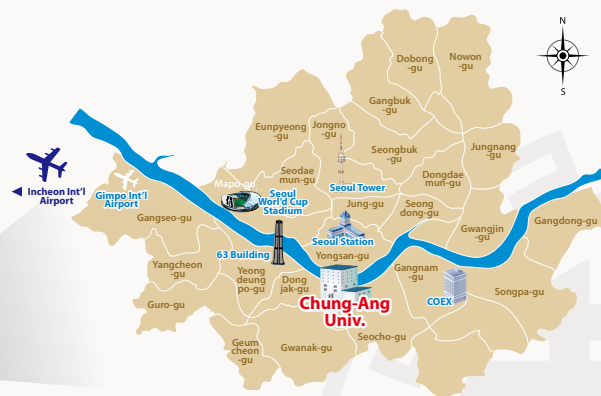 N
S
Dobong
-gu
Nowon
-gu
Gangbuk
-gu
Eunpyeong
-gu
Jongno
-gu
Seongbuk
-gu
Jungnang
-gu
Seodae
mun-gu
Dongdae
mun-gu
Mapo-gu
Seoul Tower
Incheon Int'l
Airport
Gimpo Int'l
Airport
Seoul
Worl'd Cup
Stadium
Jung-gu
Seong
dong-gu
Gangseo-gu
Gwangjin
-gu
Gangdong-gu
Seoul Station
63 Building
Yongsan-gu
Yangcheon
-gu
Yeong
deung
po-gu
Dong
jak-gu
Gangnam
-gu
COEX
Songpa-gu
Guro-gu
Chung-Ang
Univ.
Seocho-gu
Geum
cheon
-gu
Gwanak-gu